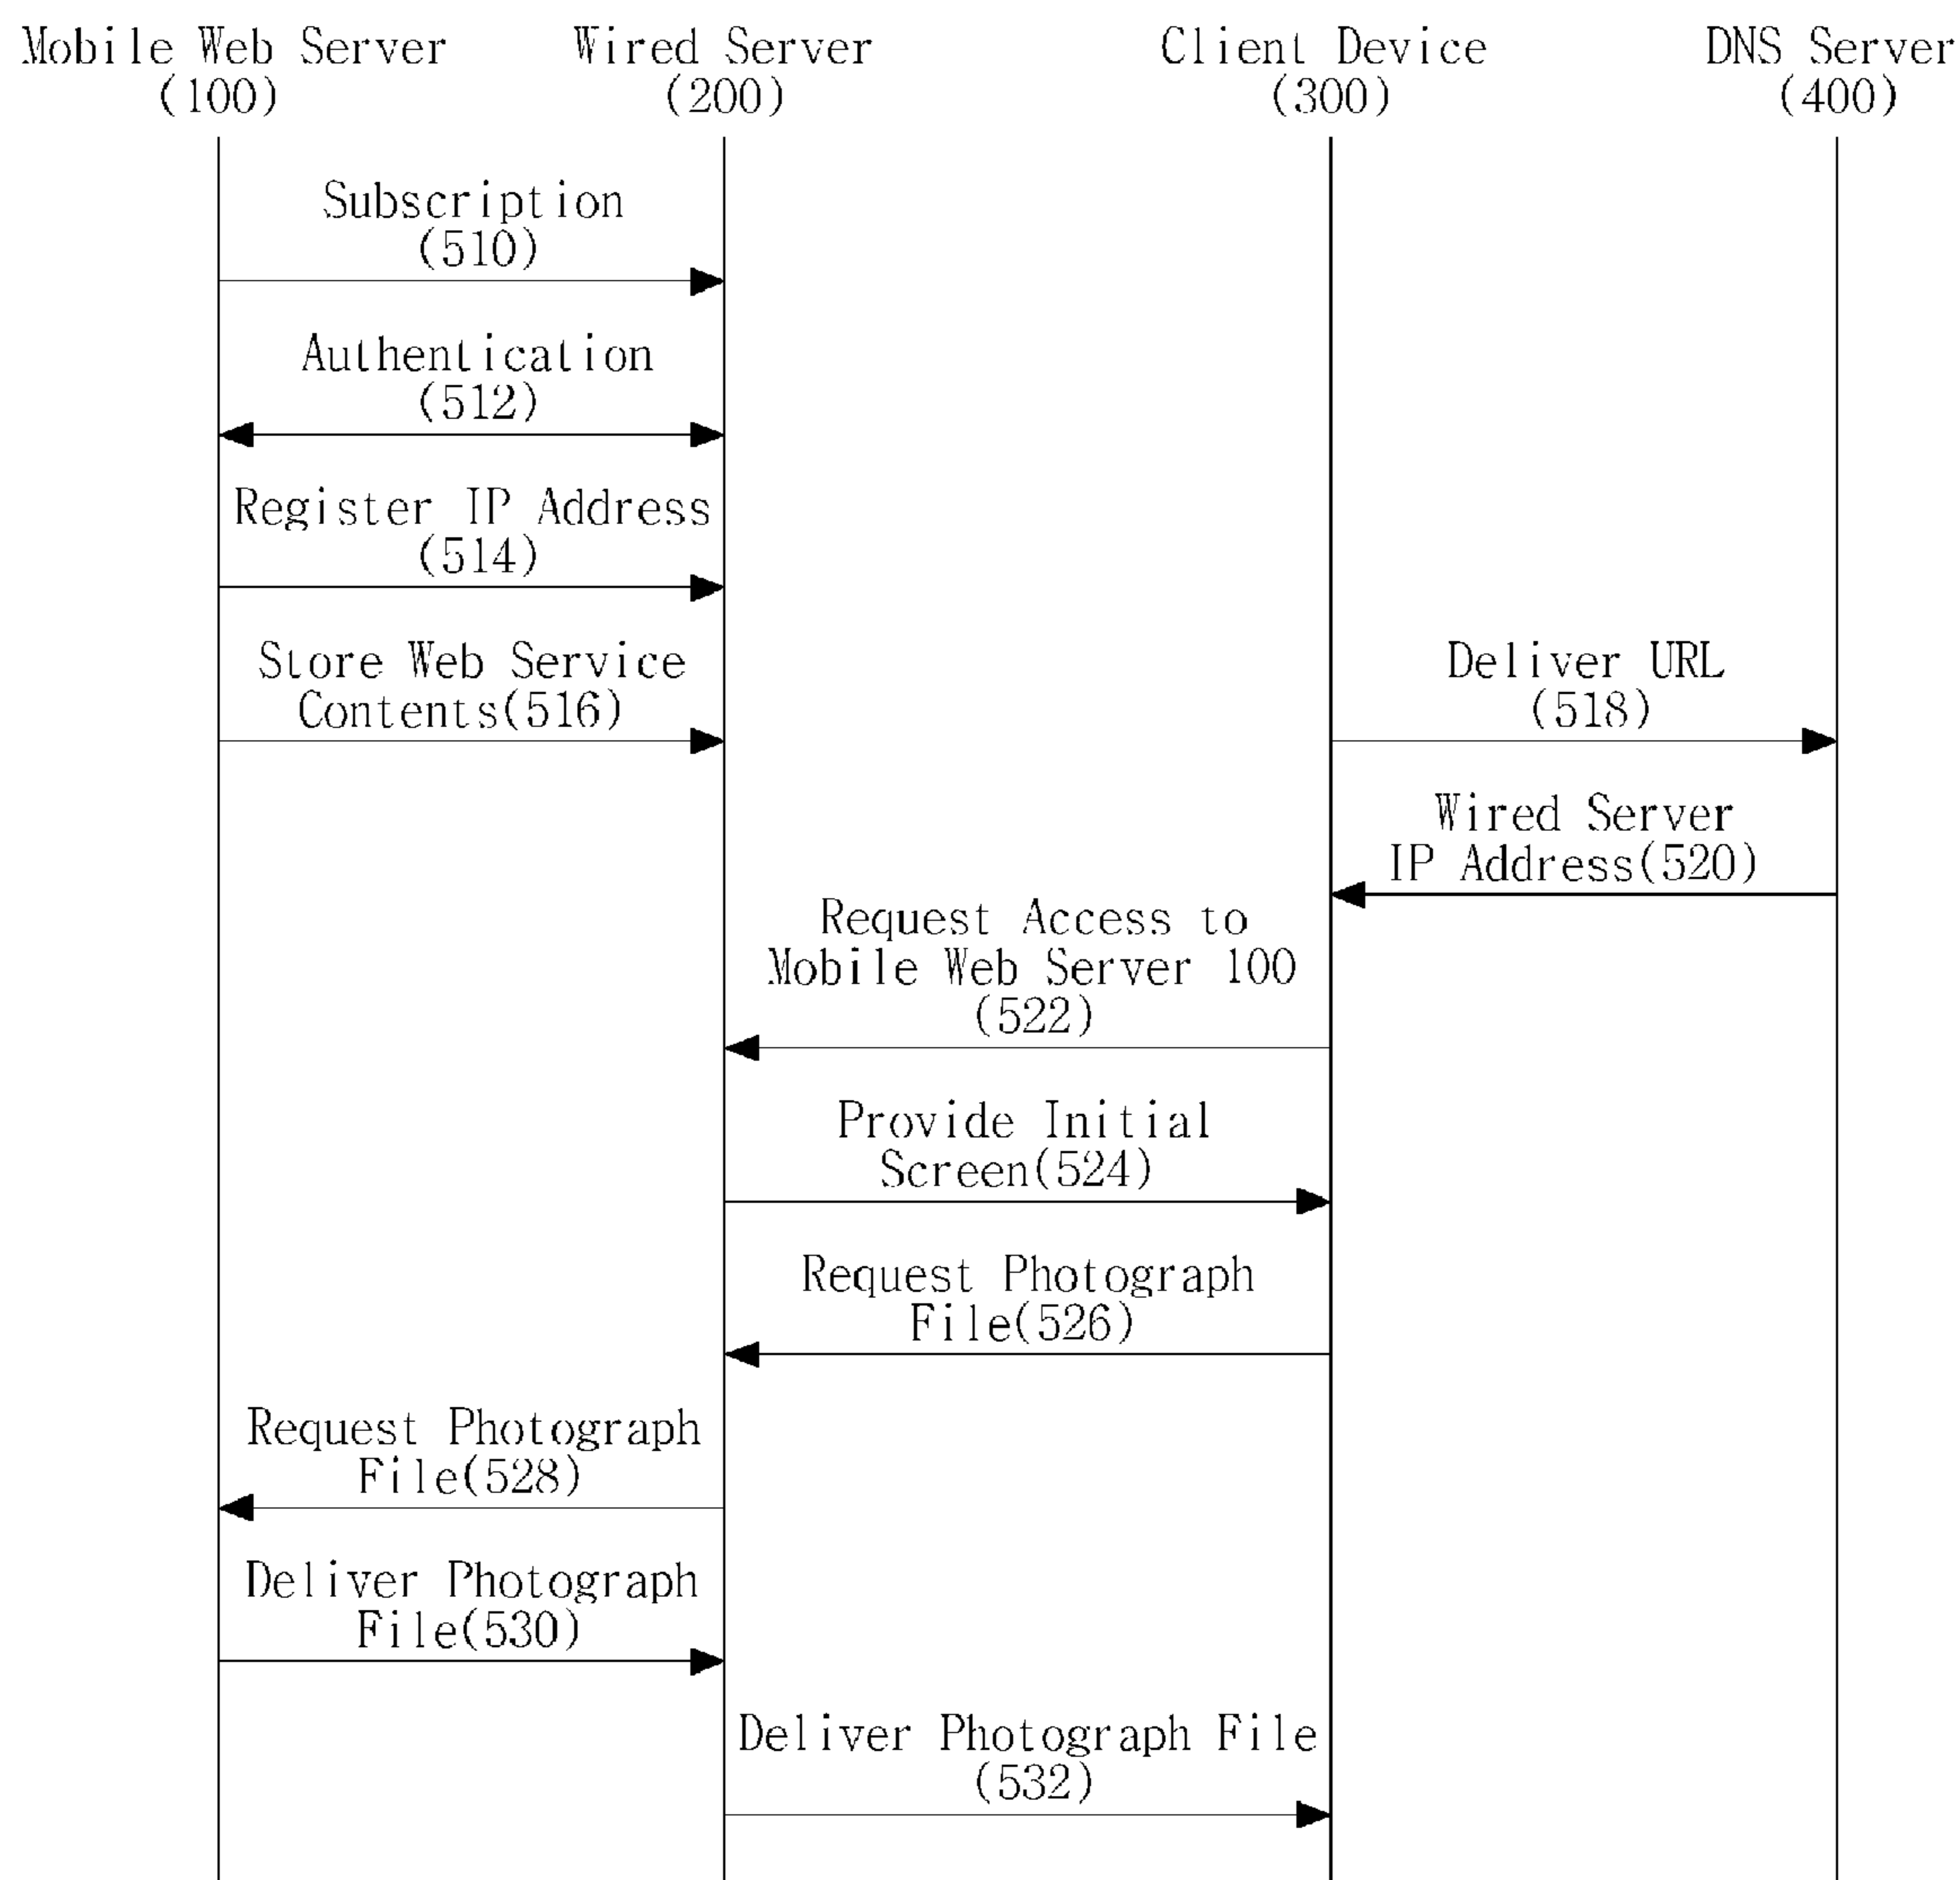 Mobile Web Server
(100)
Wired Server
(200)
Client Device
(300)
DNS Server
(400)
Subscription
(510)
Authentication
(512)
Register IP Address
(514)
Store Web Service
Contents(516)
Deliver URL
(518)
Wired Server
IP Address(520)
Request Access to
Mobile Web Server 100
(522)
Provide Initial
Screen(524)
Request Photograph
File(526)
Request Photograph
File(528)
Deliver Photograph
File(530)
Deliver Photograph File
(532)